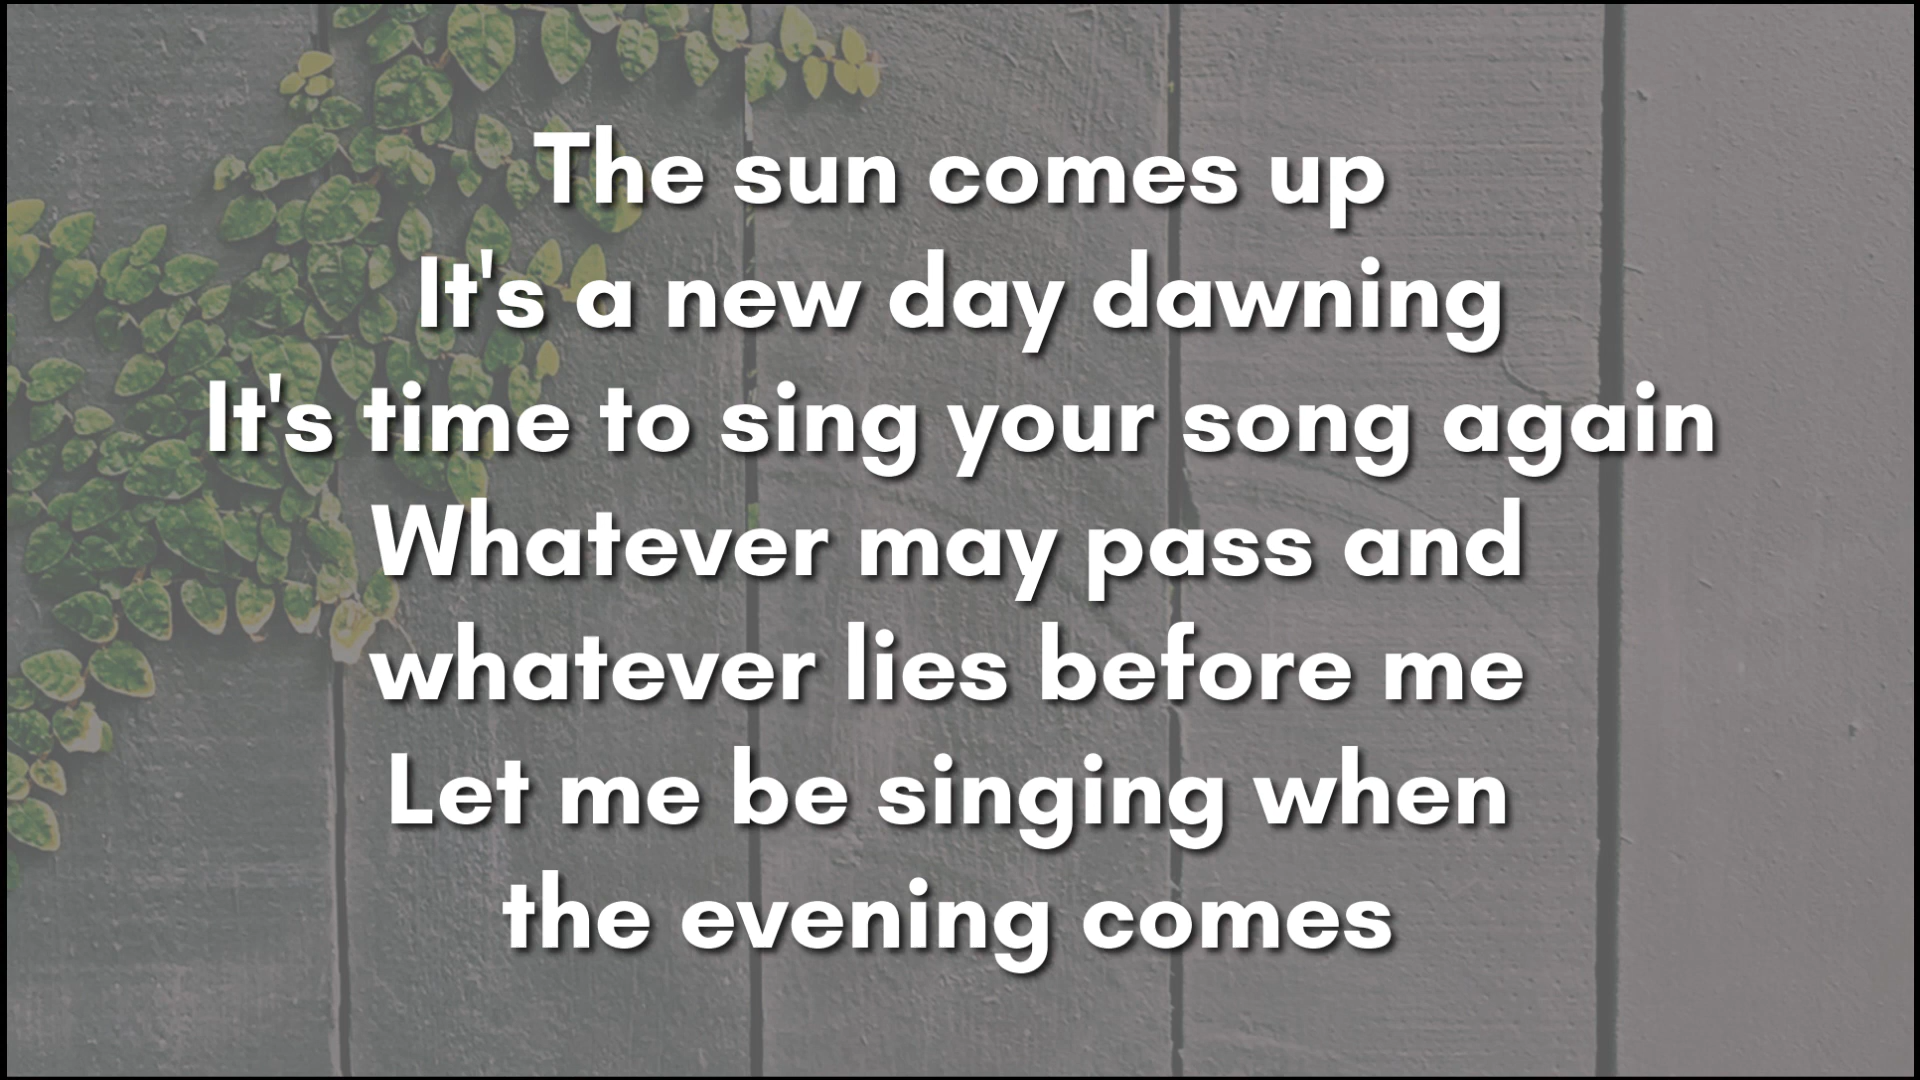 The sun comes up
It's a new day dawning
It's time to sing your song again
Whatever may pass and
whatever lies before me
Let me be singing when
the evening comes